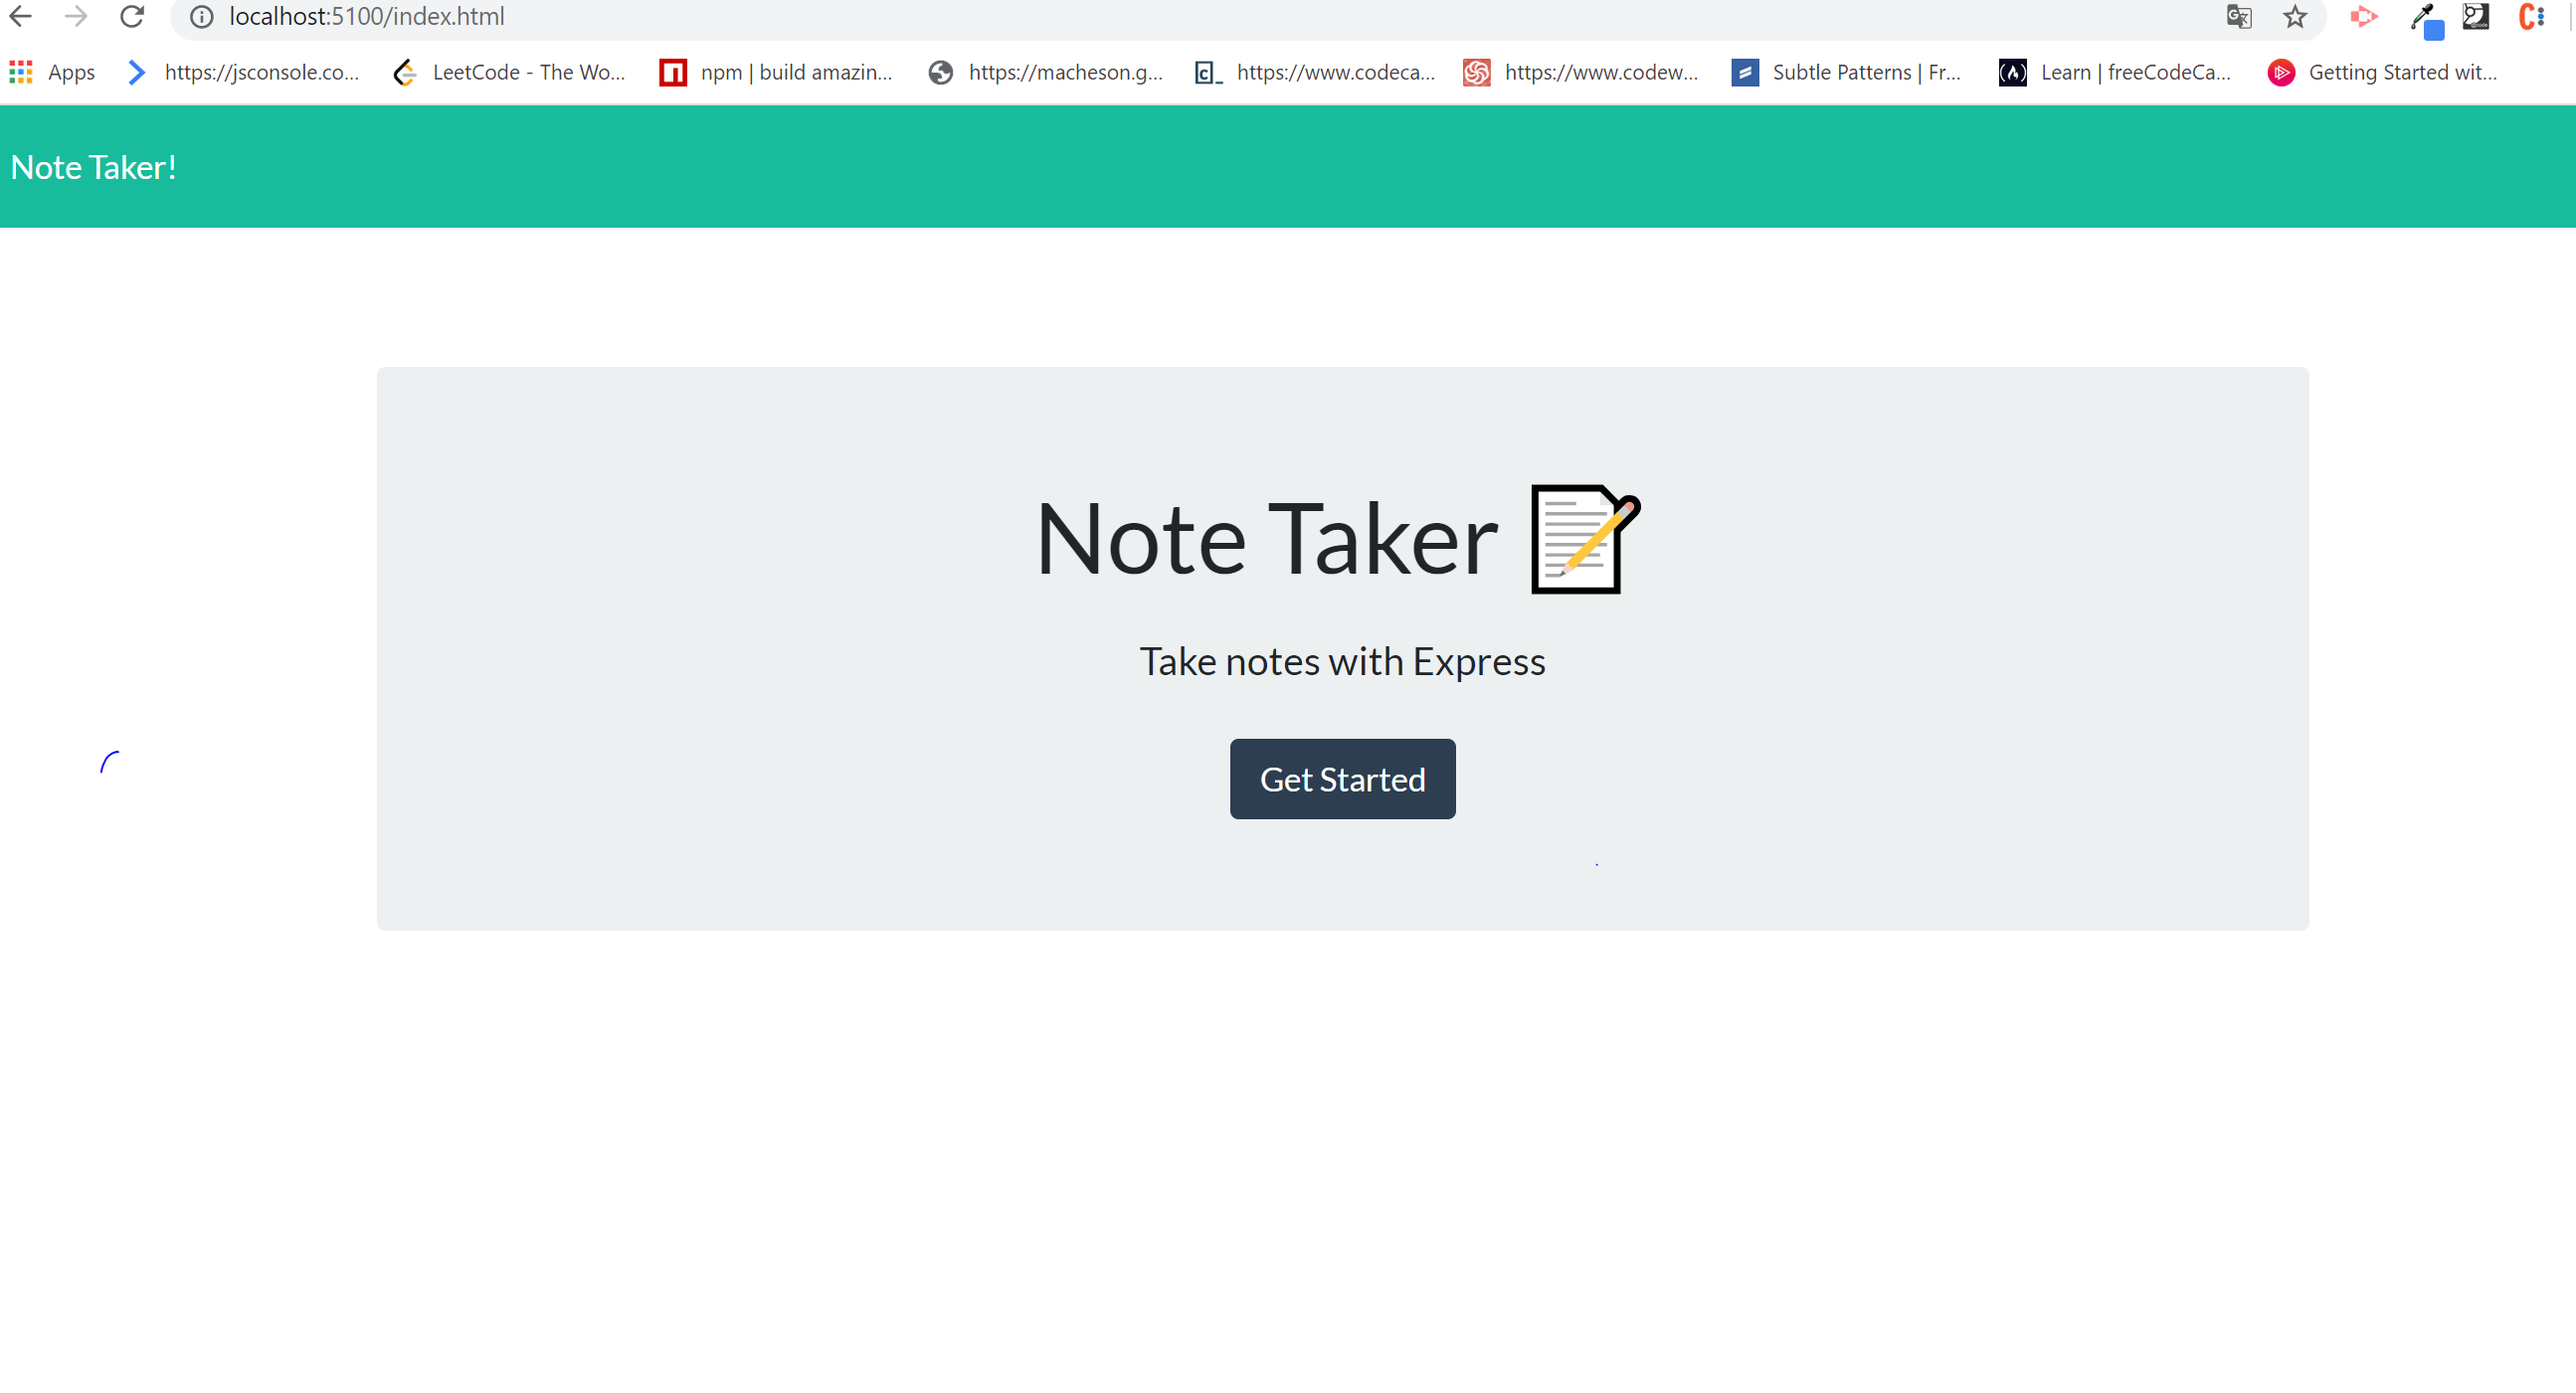 localhost:5100/index.html
Apps https://jsconsole.co... LeetCode - The Wo... npm | build amazin... https://macheson.g... https://www.codeca... https://www.codew... Subtle Patterns | Fr... Learn | freeCodeCa... Getting Started wit...
Note Taker!
Note Taker
Take notes with Express
Get Started